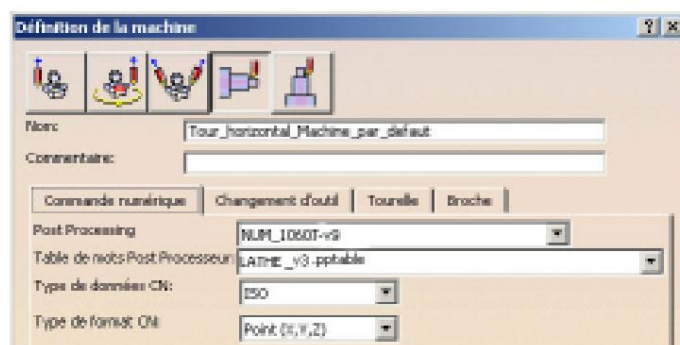 Définition de la machine
Nom: Tour_horizontal_Machine_par_defaut
Commentaire:
Commande numérique Changement d'outil Tourelle Broche
Post Processing NUM_1060T-v9
Table de mots Post Processeur: LATHE_v3.pptable
Type de données CN: ISO
Type de format CN: Point (X,Y,Z)